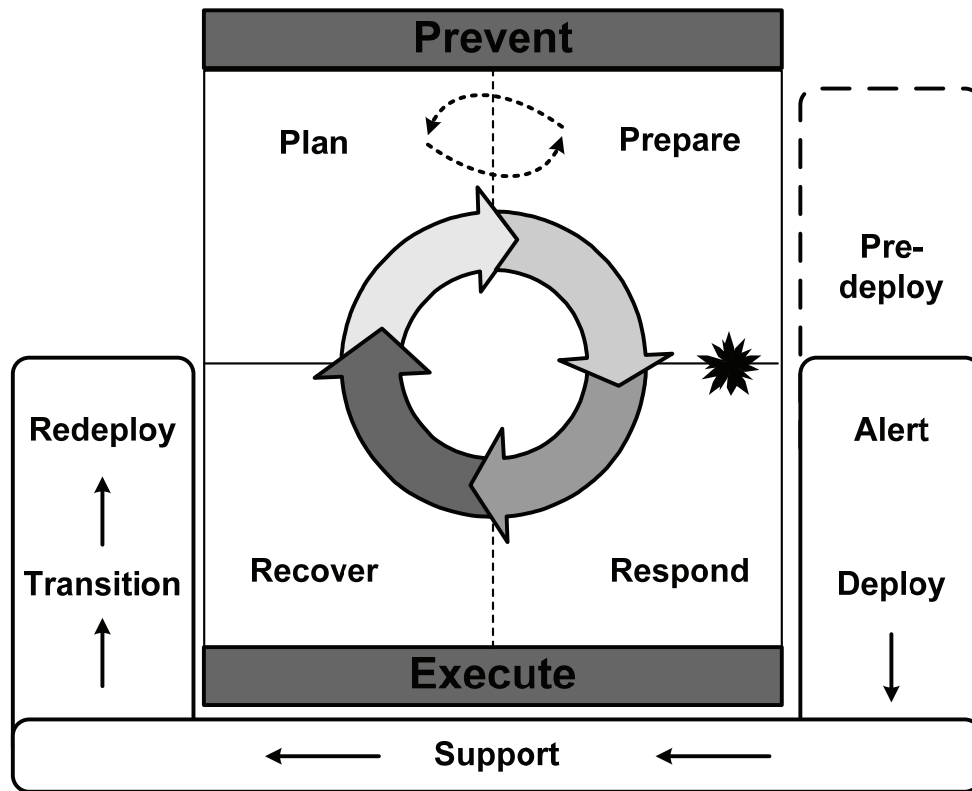 Prevent
Plan
Prepare
Pre-
deploy
Redeploy
Alert
Transition
Recover
Respond
Deploy
Execute
Support